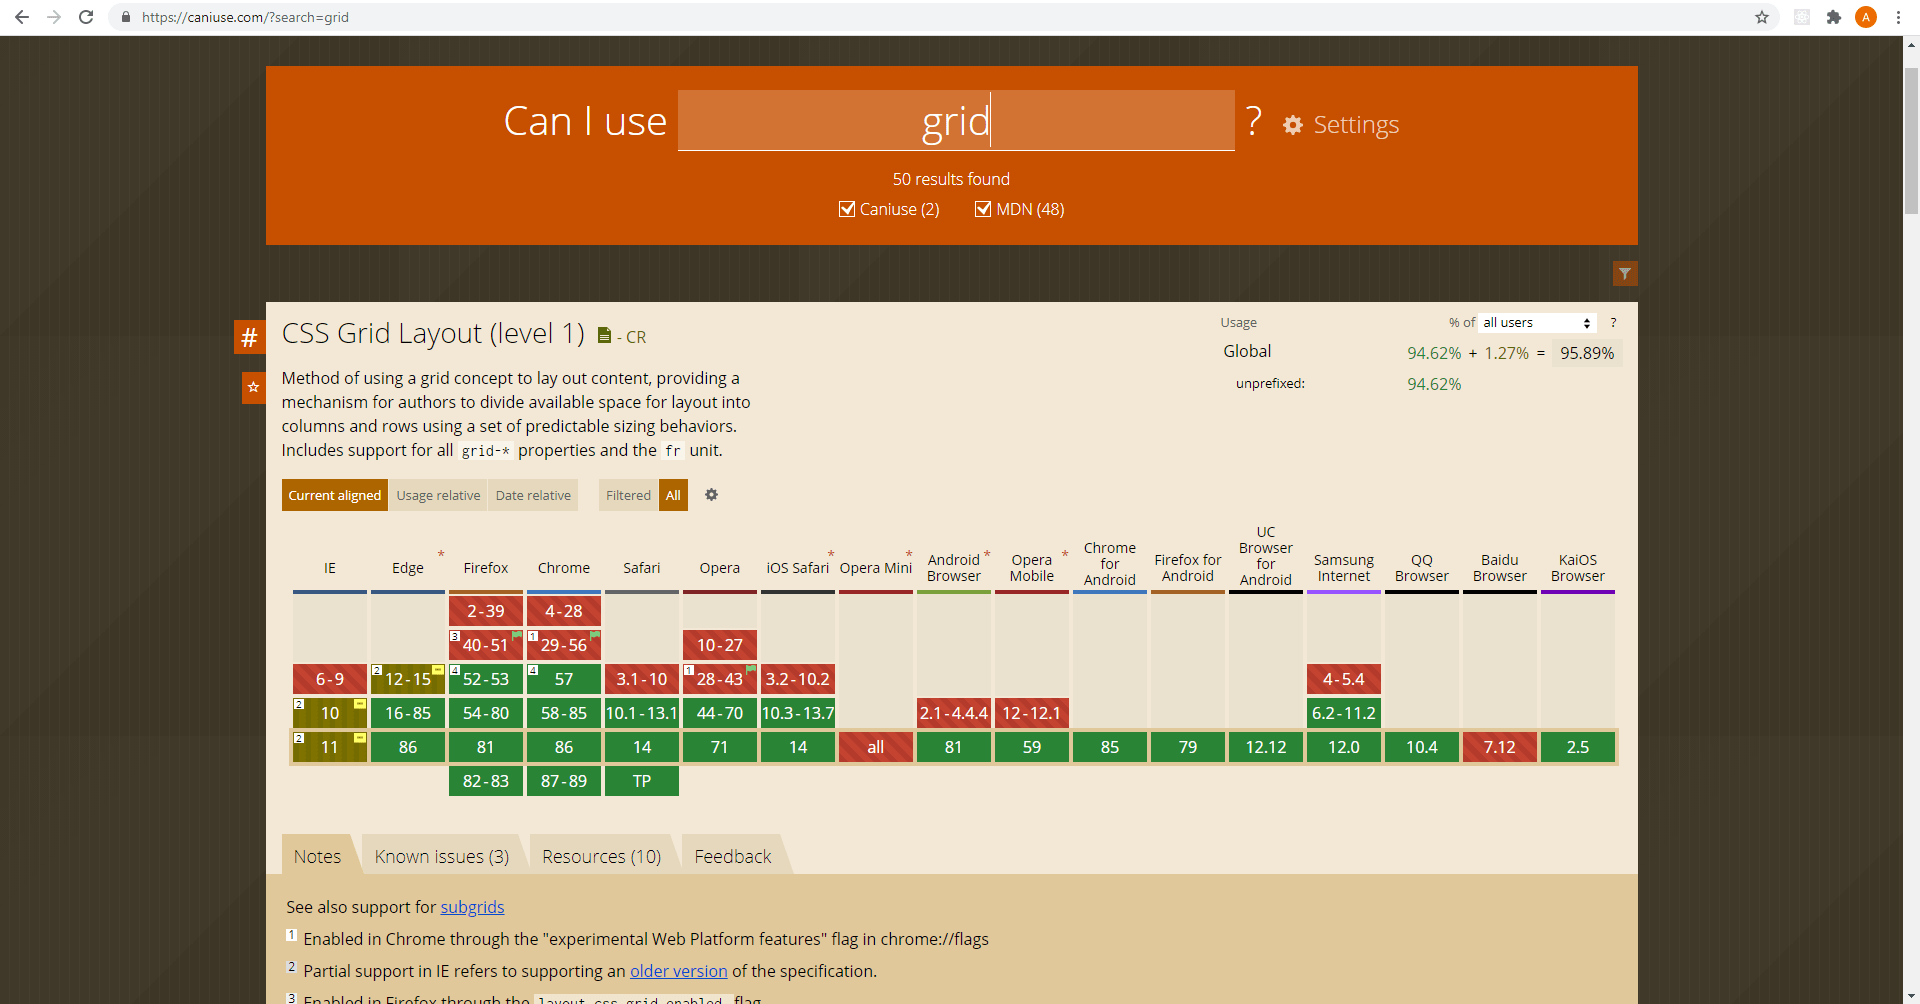 https://caniuse.com/?search=grid
A
Can I use grid ? Settings
50 results found
Caniuse (2) MDN (48)
#
CSS Grid Layout (level 1) - CR
Usage % of all users ?
Global 94.62% + 1.27% = 95.89%
unprefixed: 94.62%
Method of using a grid concept to lay out content, providing a
mechanism for authors to divide available space for layout into
columns and rows using a set of predictable sizing behaviors.
Includes support for all grid-* properties and the fr unit.
Current aligned Usage relative Date relative Filtered All
IE Edge * Firefox Chrome Safari Opera iOS Safari * Opera Mini * Android Browser * Opera Mobile * Chrome for Android Firefox for Android UC Browser for Android Samsung Internet QQ Browser Baidu Browser KaiOS Browser
2-39 4-28
3 40-51 1 29-56 10-27
6-9 2 12-15 4 52-53 4 57 3.1-10 1 28-43 3.2-10.2 4-5.4
2 10 16-85 54-80 58-85 10.1-13.1 44-70 10.3-13.7 2.1-4.4.4 12-12.1 6.2-11.2
2 11 86 81 86 14 71 14 all 81 59 85 79 12.12 12.0 10.4 7.12 2.5
82-83 87-89 TP
Notes Known issues (3) Resources (10) Feedback
See also support for subgrids
1 Enabled in Chrome through the "experimental Web Platform features" flag in chrome://flags
2 Partial support in IE refers to supporting an older version of the specification.
3 Enabled in Firefox through the layout.css.grid.enabled flag